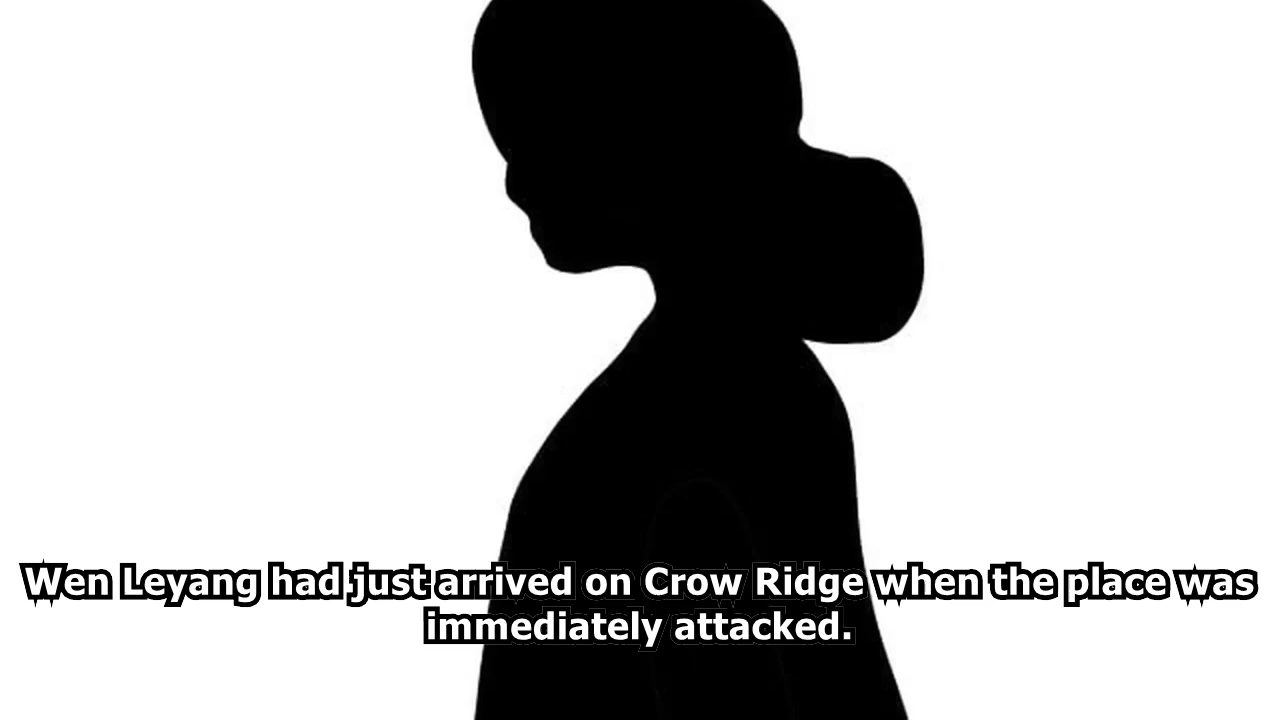 Wen Leyang had just arrived on Crow Ridge when the place was
immediately attacked.